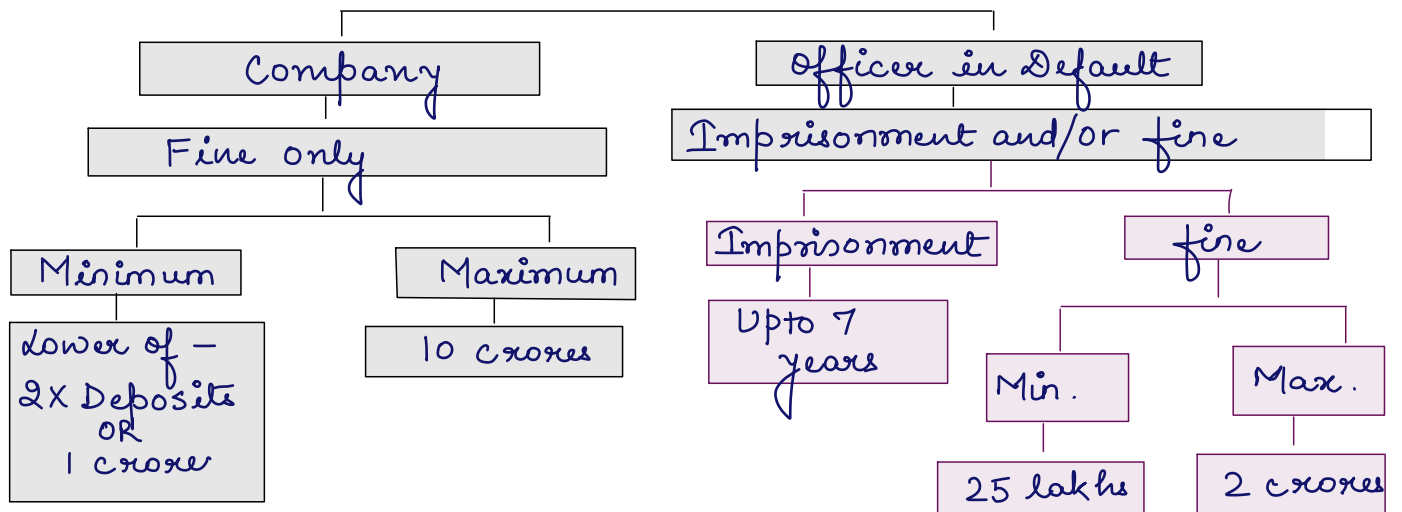 Company
Officer in Default
Fine only
Imprisonment and/or fine
Minimum
Maximum
Imprisonment
fine
Lower of –
2X Deposits
OR
1 crore
10 crores
Upto 7
years
Min.
Max.
25 lakhs
2 crores